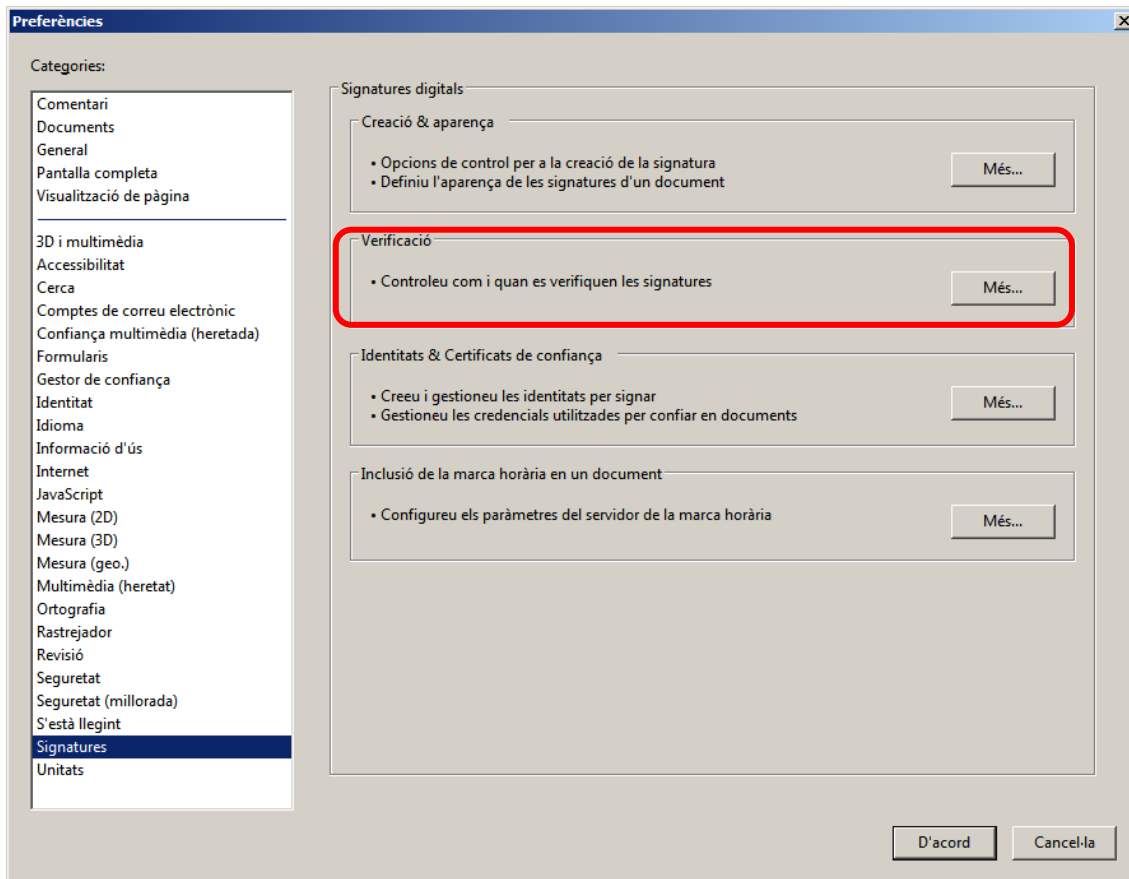 Preferències
Categories:
Comentari
Documents
General
Pantalla completa
Visualització de pàgina
3D i multimèdia
Accessibilitat
Cerca
Comptes de correu electrònic
Confiança multimèdia (heretada)
Formularis
Gestor de confiança
Identitat
Idioma
Informació d'ús
Internet
JavaScript
Mesura (2D)
Mesura (3D)
Mesura (geo.)
Multimèdia (heretat)
Ortografia
Rastrejador
Revisió
Seguretat
Seguretat (millorada)
S'està llegint
Signatures
Unitats
Signatures digitals
Creació & aparença
• Opcions de control per a la creació de la signatura
• Definiu l'aparença de les signatures d'un document
Més...
Verificació
• Controleu com i quan es verifiquen les signatures
Més...
Identitats & Certificats de confiança
• Creeu i gestioneu les identitats per signar
• Gestioneu les credencials utilitzades per confiar en documents
Més...
Inclusió de la marca horària en un document
• Configureu els paràmetres del servidor de la marca horària
Més...
D'acord
Cancel·la